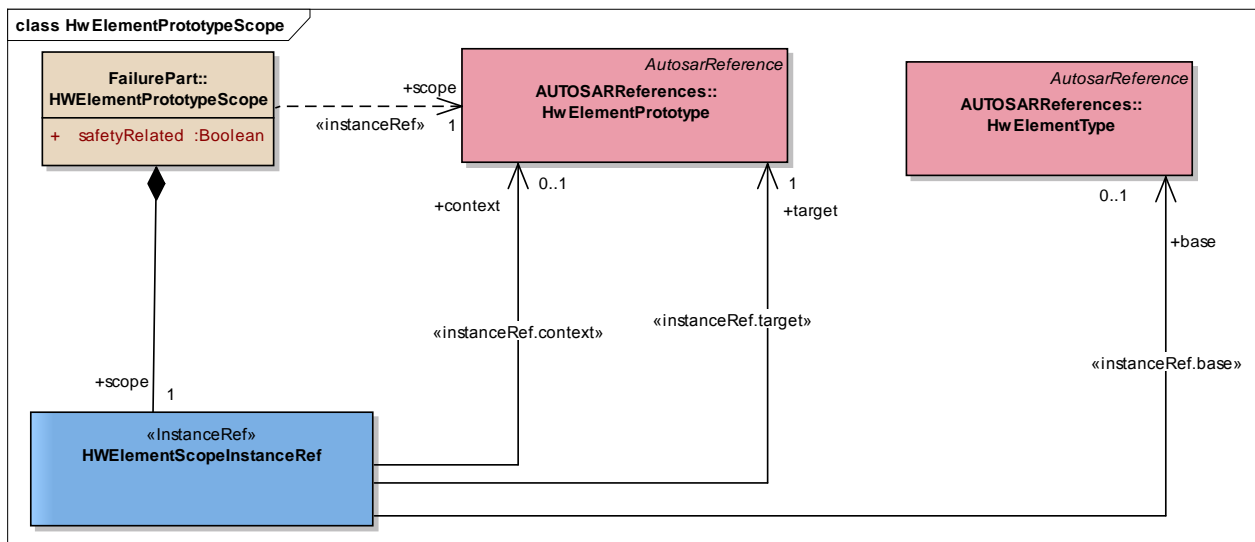 class HwElementPrototypeScope
FailurePart::
HWElementPrototypeScope
+ safetyRelated :Boolean
+scope
«instanceRef»
1
AutosarReference
AUTOSARReferences::
HwElementPrototype
AutosarReference
AUTOSARReferences::
HwElementType
0..1
+context
1
+target
0..1
+base
«instanceRef.context»
«instanceRef.target»
«instanceRef.base»
+scope
1
«InstanceRef»
HWElementScopeInstanceRef